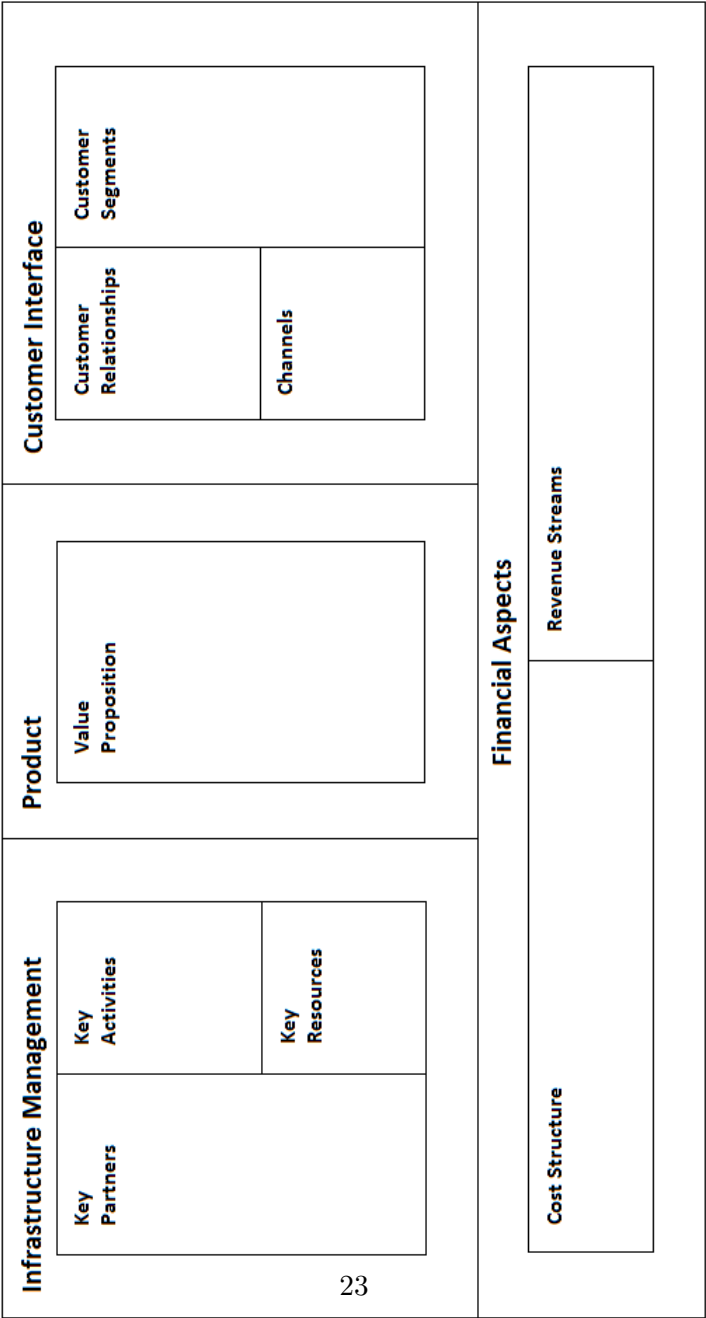 Infrastructure Management
Key
Partners
Key
Activities
Key
Resources
Product
Value
Proposition
Customer Interface
Customer
Relationships
Channels
Customer
Segments
Financial Aspects
Cost Structure
Revenue Streams
23